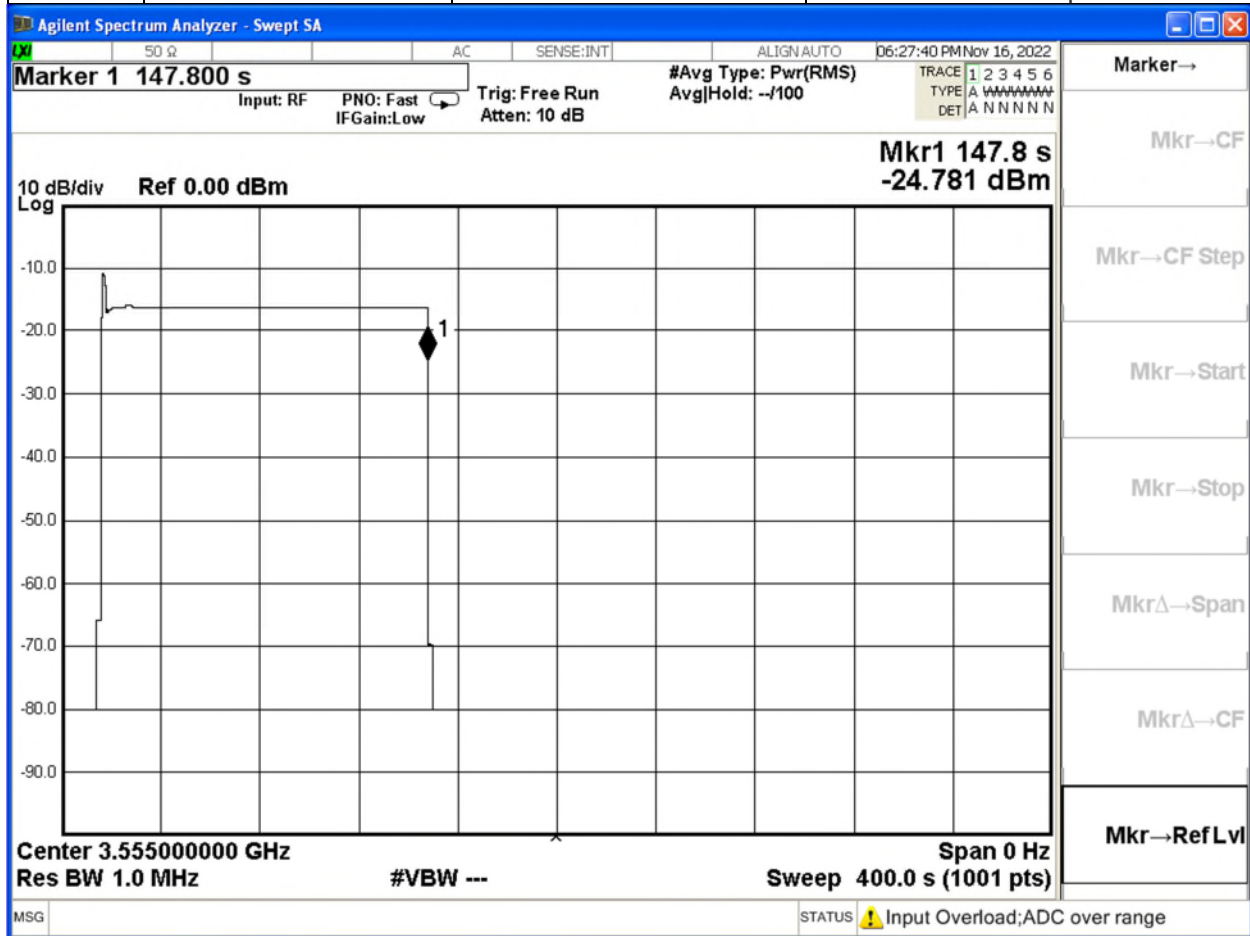 Agilent Spectrum Analyzer - Swept SA
LXI 50 Ω AC SENSE:INT ALIGN AUTO 06:27:40 PM Nov 16, 2022
Marker 1 147.800 s
Input: RF PNO: Fast IFGain:Low
Trig: Free Run
Atten: 10 dB
#Avg Type: Pwr(RMS)
Avg|Hold: --/100
TRACE 1 2 3 4 5 6
TYPE A WWWWW
DET A N N N N N
Mkr1 147.8 s
-24.781 dBm
10 dB/div Ref 0.00 dBm
Log
-10.0
-20.0
-30.0
-40.0
-50.0
-60.0
-70.0
-80.0
-90.0
1
Center 3.555000000 GHz Span 0 Hz
Res BW 1.0 MHz #VBW --- Sweep 400.0 s (1001 pts)
MSG STATUS Input Overload;ADC over range
Marker→
Mkr→CF
Mkr→CF Step
Mkr→Start
Mkr→Stop
MkrΔ→Span
MkrΔ→CF
Mkr→Ref Lvl